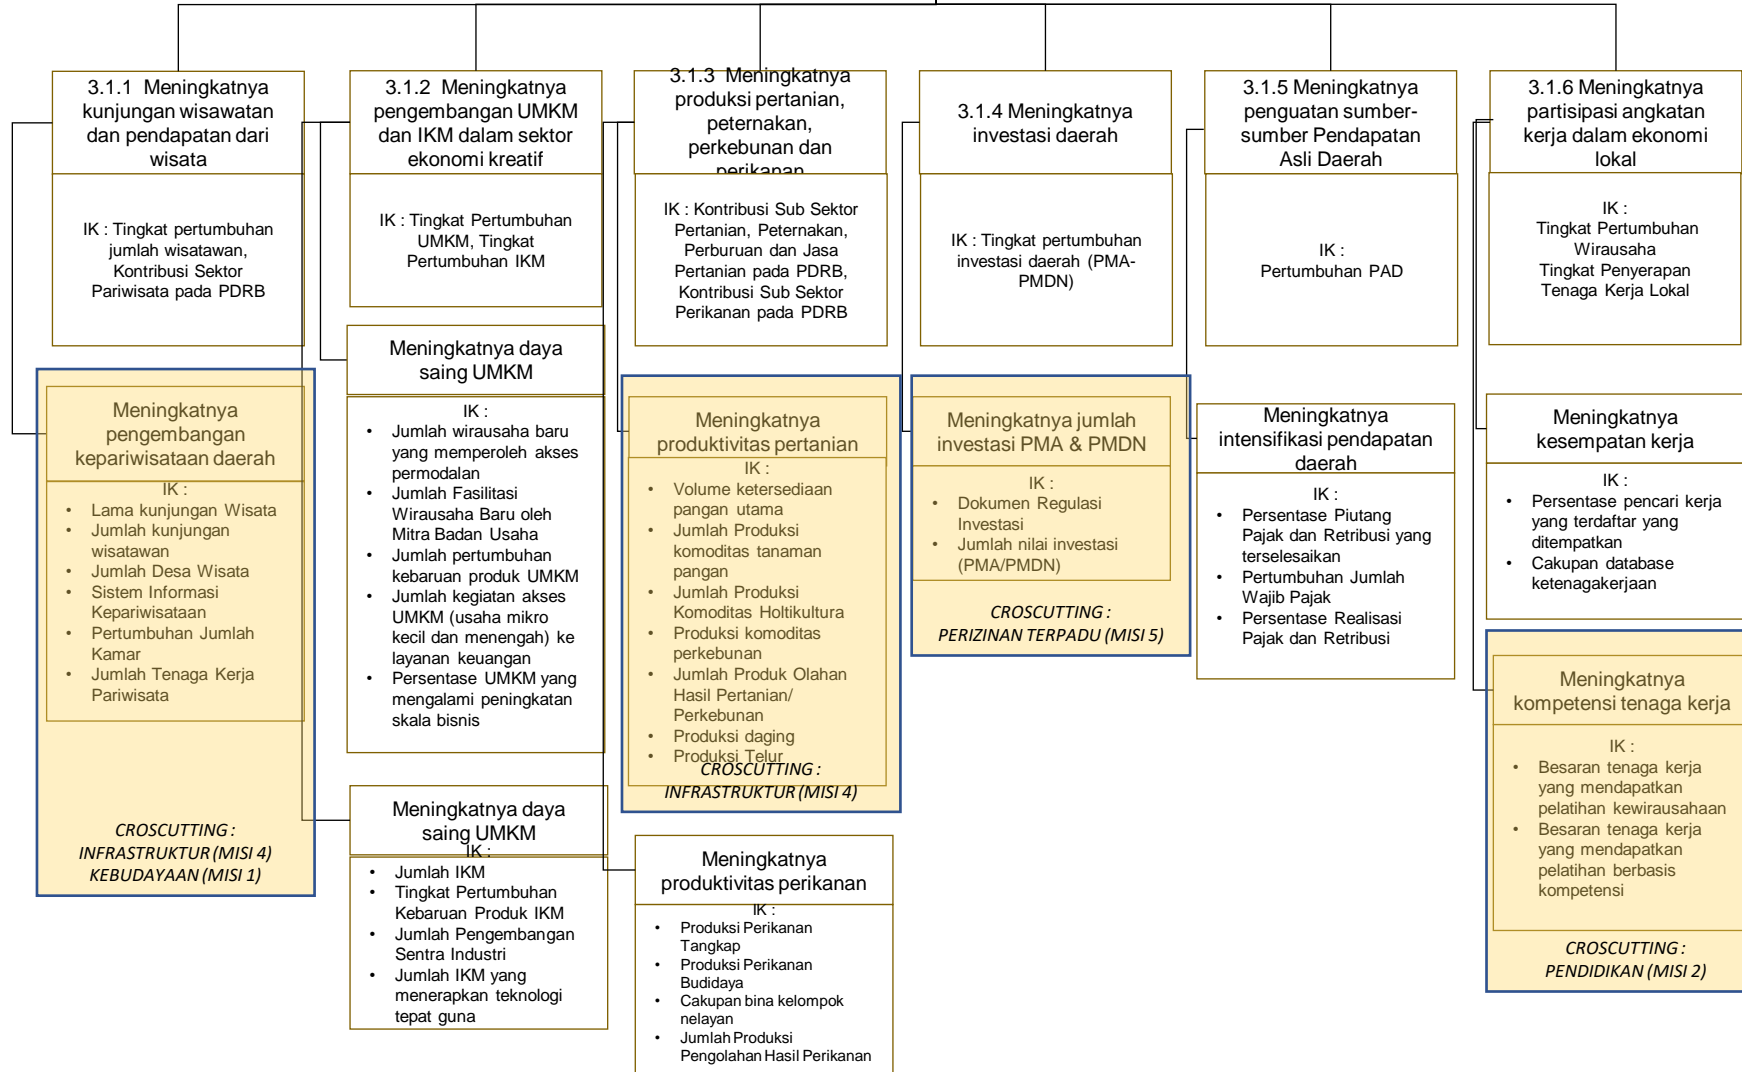 3.1.1 Meningkatnya
kunjungan wisawatan
dan pendapatan dari
wisata
IK : Tingkat pertumbuhan
jumlah wisatawan,
Kontribusi Sektor
Pariwisata pada PDRB
Meningkatnya
pengembangan
kepariwisataan daerah
IK :
• Lama kunjungan Wisata
• Jumlah kunjungan
wisatawan
• Jumlah Desa Wisata
• Sistem Informasi
Kepariwisataan
• Pertumbuhan Jumlah
Kamar
• Jumlah Tenaga Kerja
Pariwisata
CROSCUTTING :
INFRASTRUKTUR (MISI 4)
KEBUDAYAAN (MISI 1)
3.1.2 Meningkatnya
pengembangan UMKM
dan IKM dalam sektor
ekonomi kreatif
IK : Tingkat Pertumbuhan
UMKM, Tingkat
Pertumbuhan IKM
Meningkatnya daya
saing UMKM
IK :
• Jumlah wirausaha baru
yang memperoleh akses
permodalan
• Jumlah Fasilitasi
Wirausaha Baru oleh
Mitra Badan Usaha
• Jumlah pertumbuhan
kebaruan produk UMKM
• Jumlah kegiatan akses
UMKM (usaha mikro
kecil dan menengah) ke
layanan keuangan
• Persentase UMKM yang
mengalami peningkatan
skala bisnis
Meningkatnya daya
saing UMKM
IK :
• Jumlah IKM
• Tingkat Pertumbuhan
Kebaruan Produk IKM
• Jumlah Pengembangan
Sentra Industri
• Jumlah IKM yang
menerapkan teknologi
tepat guna
3.1.3 Meningkatnya
produksi pertanian,
peternakan,
perkebunan dan
perikanan
IK : Kontribusi Sub Sektor
Pertanian, Peternakan,
Perburuan dan Jasa
Pertanian pada PDRB,
Kontribusi Sub Sektor
Perikanan pada PDRB
Meningkatnya
produktivitas pertanian
IK :
• Volume ketersediaan
pangan utama
• Jumlah Produksi
komoditas tanaman
pangan
• Jumlah Produksi
Komoditas Holtikultura
• Produksi komoditas
perkebunan
• Jumlah Produk Olahan
Hasil Pertanian/
Perkebunan
• Produksi daging
• Produksi Telur
CROSCUTTING :
INFRASTRUKTUR (MISI 4)
Meningkatnya
produktivitas perikanan
IK :
• Produksi Perikanan
Tangkap
• Produksi Perikanan
Budidaya
• Cakupan bina kelompok
nelayan
• Jumlah Produksi
Pengolahan Hasil Perikanan
3.1.4 Meningkatnya
investasi daerah
IK : Tingkat pertumbuhan
investasi daerah (PMA-
PMDN)
Meningkatnya jumlah
investasi PMA & PMDN
IK :
• Dokumen Regulasi
Investasi
• Jumlah nilai investasi
(PMA/PMDN)
CROSCUTTING :
PERIZINAN TERPADU (MISI 5)
3.1.5 Meningkatnya
penguatan sumber-
sumber Pendapatan
Asli Daerah
IK :
Pertumbuhan PAD
Meningkatnya
intensifikasi pendapatan
daerah
IK :
• Persentase Piutang
Pajak dan Retribusi yang
terselesaikan
• Pertumbuhan Jumlah
Wajib Pajak
• Persentase Realisasi
Pajak dan Retribusi
3.1.6 Meningkatnya
partisipasi angkatan
kerja dalam ekonomi
lokal
IK :
Tingkat Pertumbuhan
Wirausaha
Tingkat Penyerapan
Tenaga Kerja Lokal
Meningkatnya
kesempatan kerja
IK :
• Persentase pencari kerja
yang terdaftar yang
ditempatkan
• Cakupan database
ketenagakerjaan
Meningkatnya
kompetensi tenaga kerja
IK :
• Besaran tenaga kerja
yang mendapatkan
pelatihan kewirausahaan
• Besaran tenaga kerja
yang mendapatkan
pelatihan berbasis
kompetensi
CROSCUTTING :
PENDIDIKAN (MISI 2)